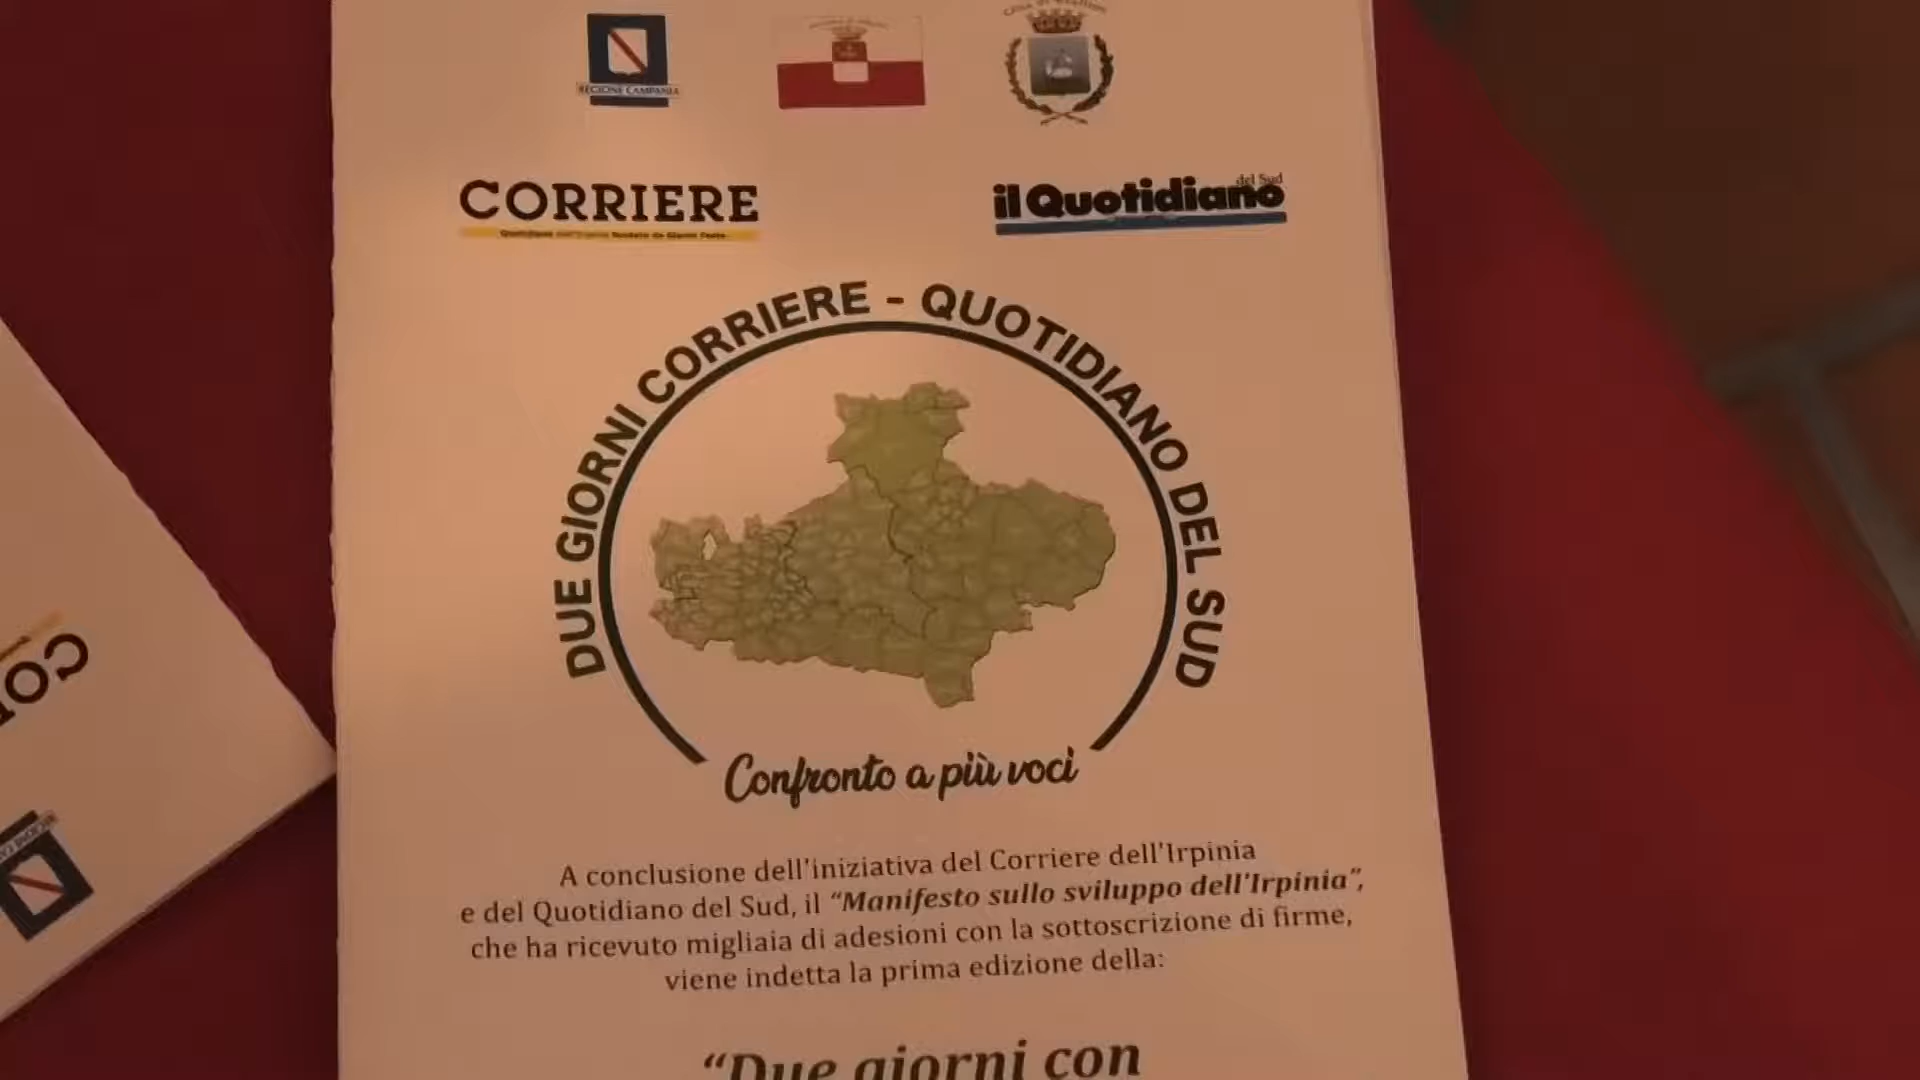 REGIONE CAMPANIA
CORRIERE
il Quotidiano
del Sud
DUE GIORNI CORRIERE - QUOTIDIANO DEL SUD
Confronto a più voci
A conclusione dell'iniziativa del Corriere dell'Irpinia
e del Quotidiano del Sud, il “Manifesto sullo sviluppo dell'Irpinia”,
che ha ricevuto migliaia di adesioni con la sottoscrizione di firme,
viene indetta la prima edizione della:
“Due giorni con